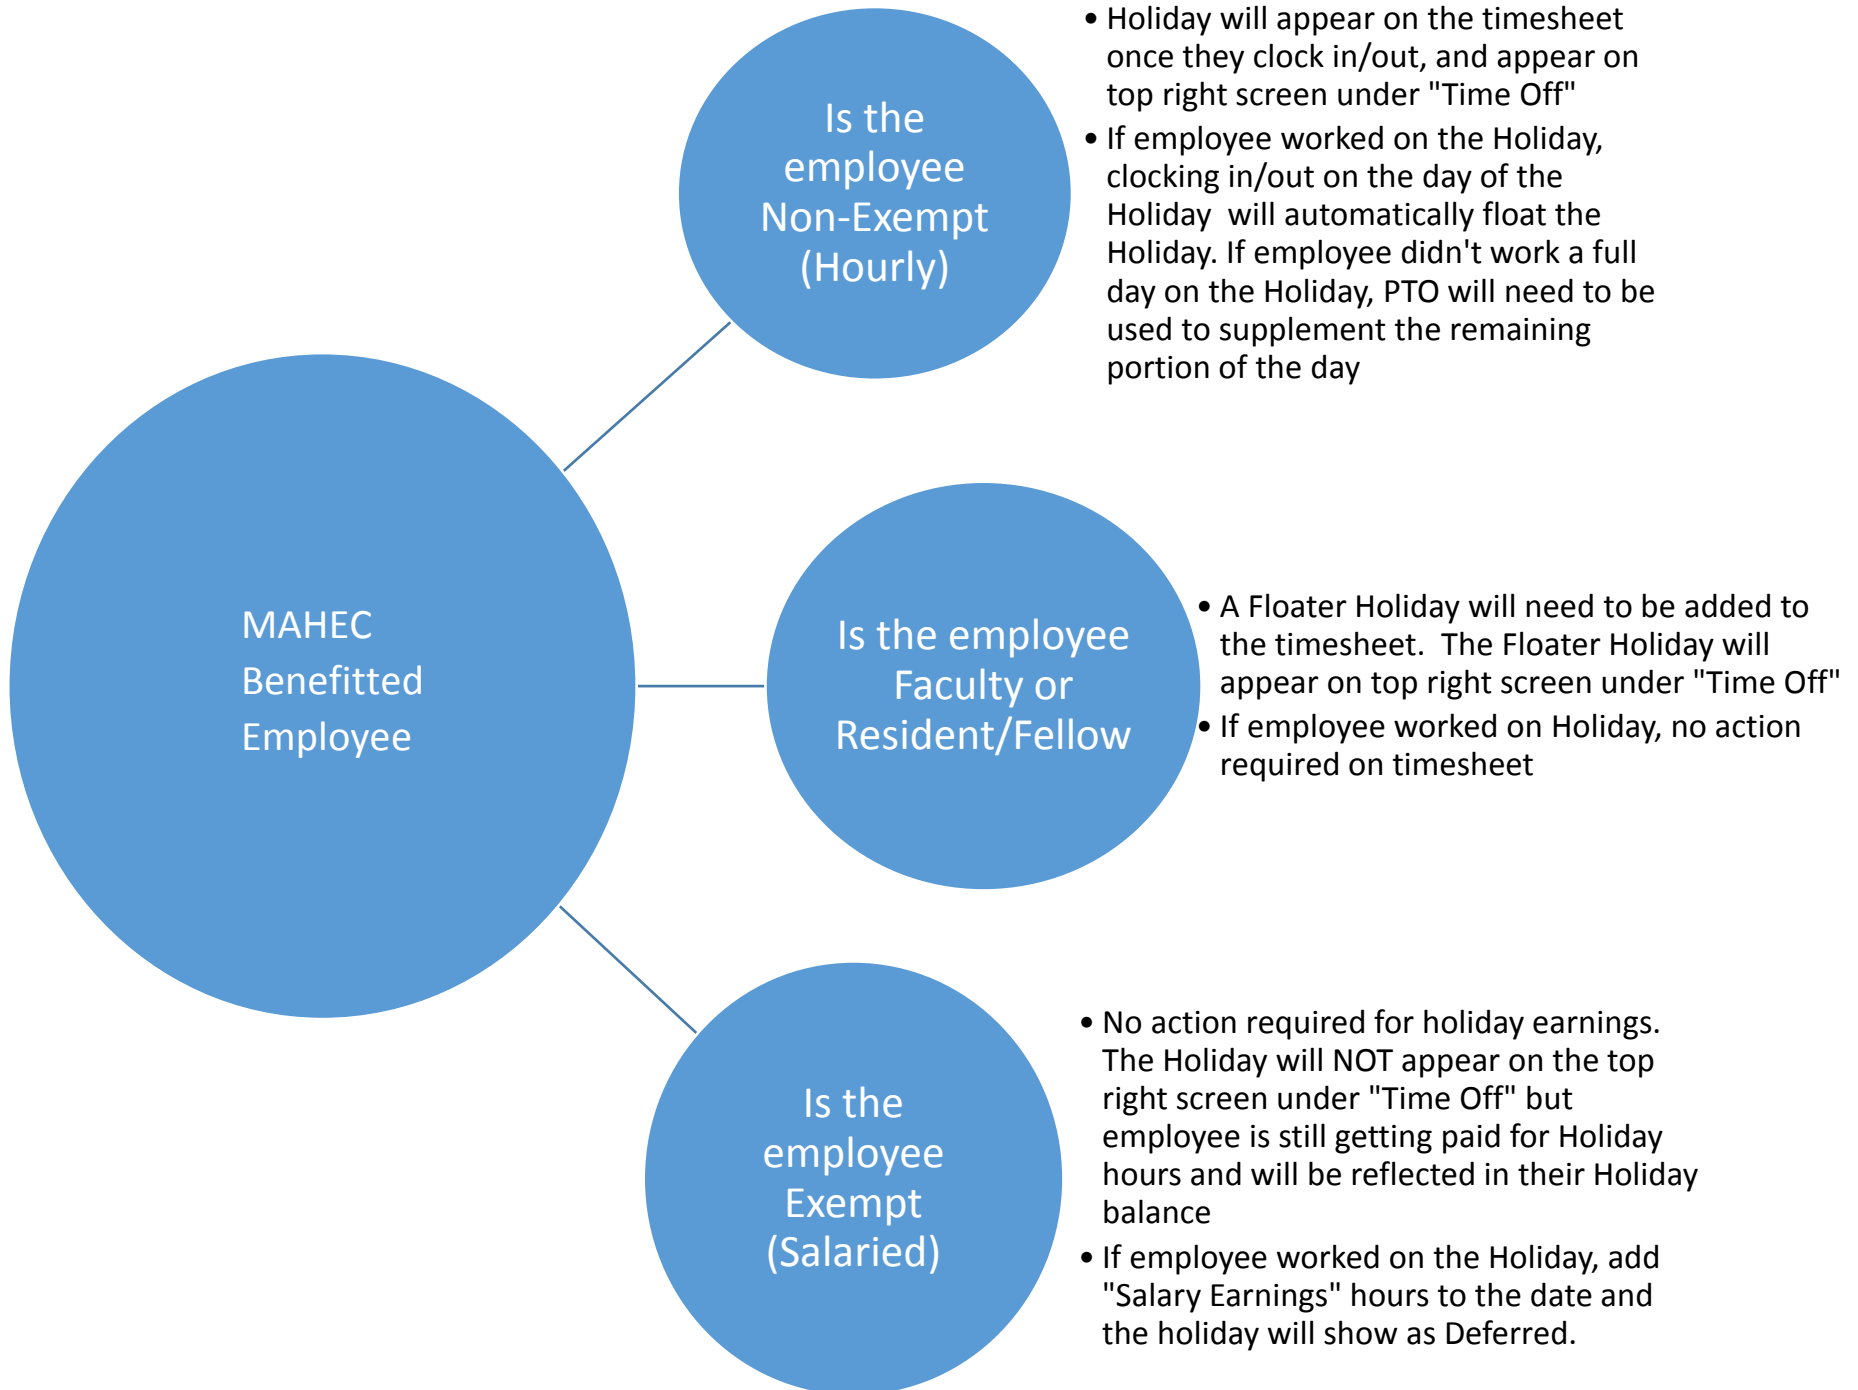 MAHEC
Benefitted
Employee
Is the
employee
Non-Exempt
(Hourly)
• Holiday will appear on the timesheet
once they clock in/out, and appear on
top right screen under "Time Off"
• If employee worked on the Holiday,
clocking in/out on the day of the
Holiday  will automatically float the
Holiday. If employee didn't work a full
day on the Holiday, PTO will need to be
used to supplement the remaining
portion of the day
Is the employee
Faculty or
Resident/Fellow
• A Floater Holiday will need to be added to
the timesheet.  The Floater Holiday will
appear on top right screen under "Time Off"
• If employee worked on Holiday, no action
required on timesheet
Is the
employee
Exempt
(Salaried)
• No action required for holiday earnings.
The Holiday will NOT appear on the top
right screen under "Time Off" but
employee is still getting paid for Holiday
hours and will be reflected in their Holiday
balance
• If employee worked on the Holiday, add
"Salary Earnings" hours to the date and
the holiday will show as Deferred.